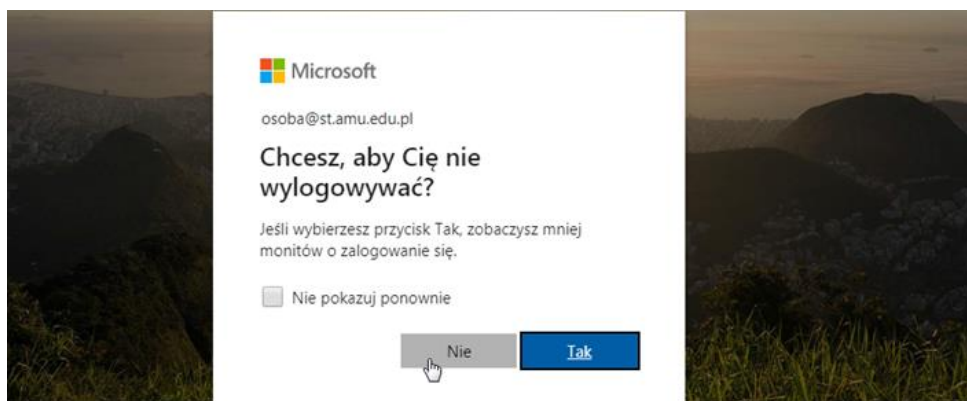 Microsoft
osoba@st.amu.edu.pl
Chcesz, aby Cię nie
wylogowywać?
Jeśli wybierzesz przycisk Tak, zobaczysz mniej
monitów o zalogowanie się.
Nie pokazuj ponownie
Nie Tak